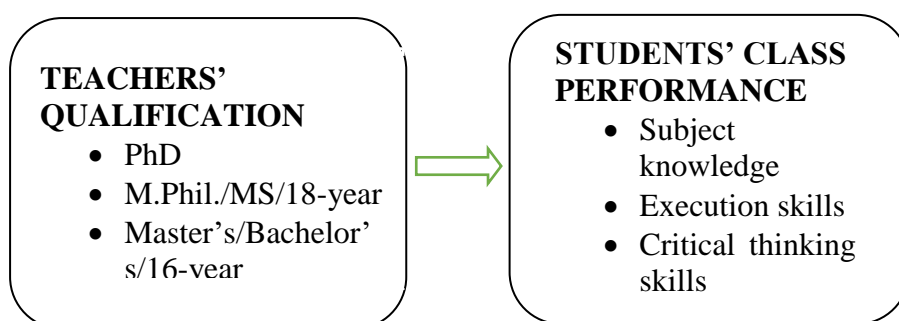 TEACHERS’
QUALIFICATION
• PhD
• M.Phil./MS/18-year
• Master’s/Bachelor’
s/16-year
STUDENTS’ CLASS
PERFORMANCE
• Subject
knowledge
• Execution skills
• Critical thinking
skills